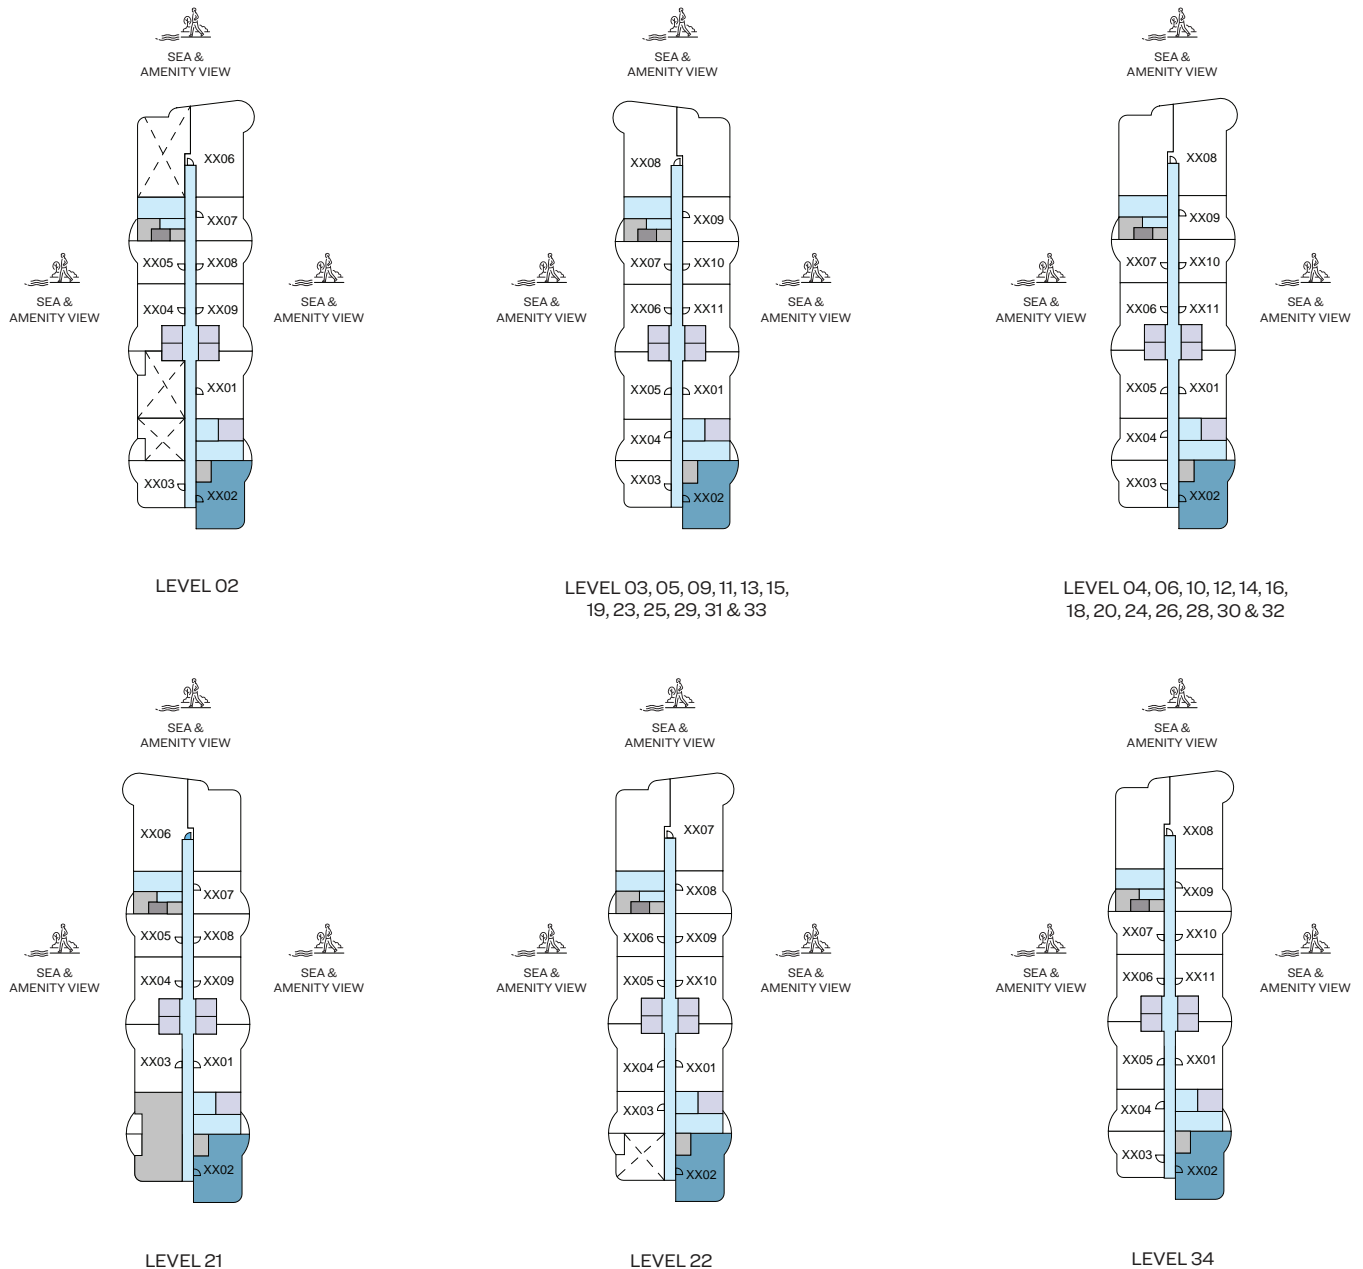 SEA &
AMENITY VIEW
XX06
XX07
XX05
XX08
XX04
XX09
XX01
XX03
XX02
SEA &
AMENITY VIEW
SEA &
AMENITY VIEW
LEVEL 02
SEA &
AMENITY VIEW
XX08
XX09
XX07
XX10
XX06
XX11
XX05
XX01
XX04
XX03
XX02
SEA &
AMENITY VIEW
SEA &
AMENITY VIEW
LEVEL 03, 05, 09, 11, 13, 15,
19, 23, 25, 29, 31 & 33
SEA &
AMENITY VIEW
XX08
XX09
XX07
XX10
XX06
XX11
XX05
XX01
XX04
XX03
XX02
SEA &
AMENITY VIEW
SEA &
AMENITY VIEW
LEVEL 04, 06, 10, 12, 14, 16,
18, 20, 24, 26, 28, 30 & 32
SEA &
AMENITY VIEW
XX06
XX07
XX05
XX08
XX04
XX09
XX03
XX01
XX02
SEA &
AMENITY VIEW
SEA &
AMENITY VIEW
LEVEL 21
SEA &
AMENITY VIEW
XX07
XX08
XX06
XX09
XX05
XX10
XX04
XX01
XX03
XX02
SEA &
AMENITY VIEW
SEA &
AMENITY VIEW
LEVEL 22
SEA &
AMENITY VIEW
XX08
XX09
XX07
XX10
XX06
XX11
XX05
XX01
XX04
XX03
XX02
SEA &
AMENITY VIEW
SEA &
AMENITY VIEW
LEVEL 34